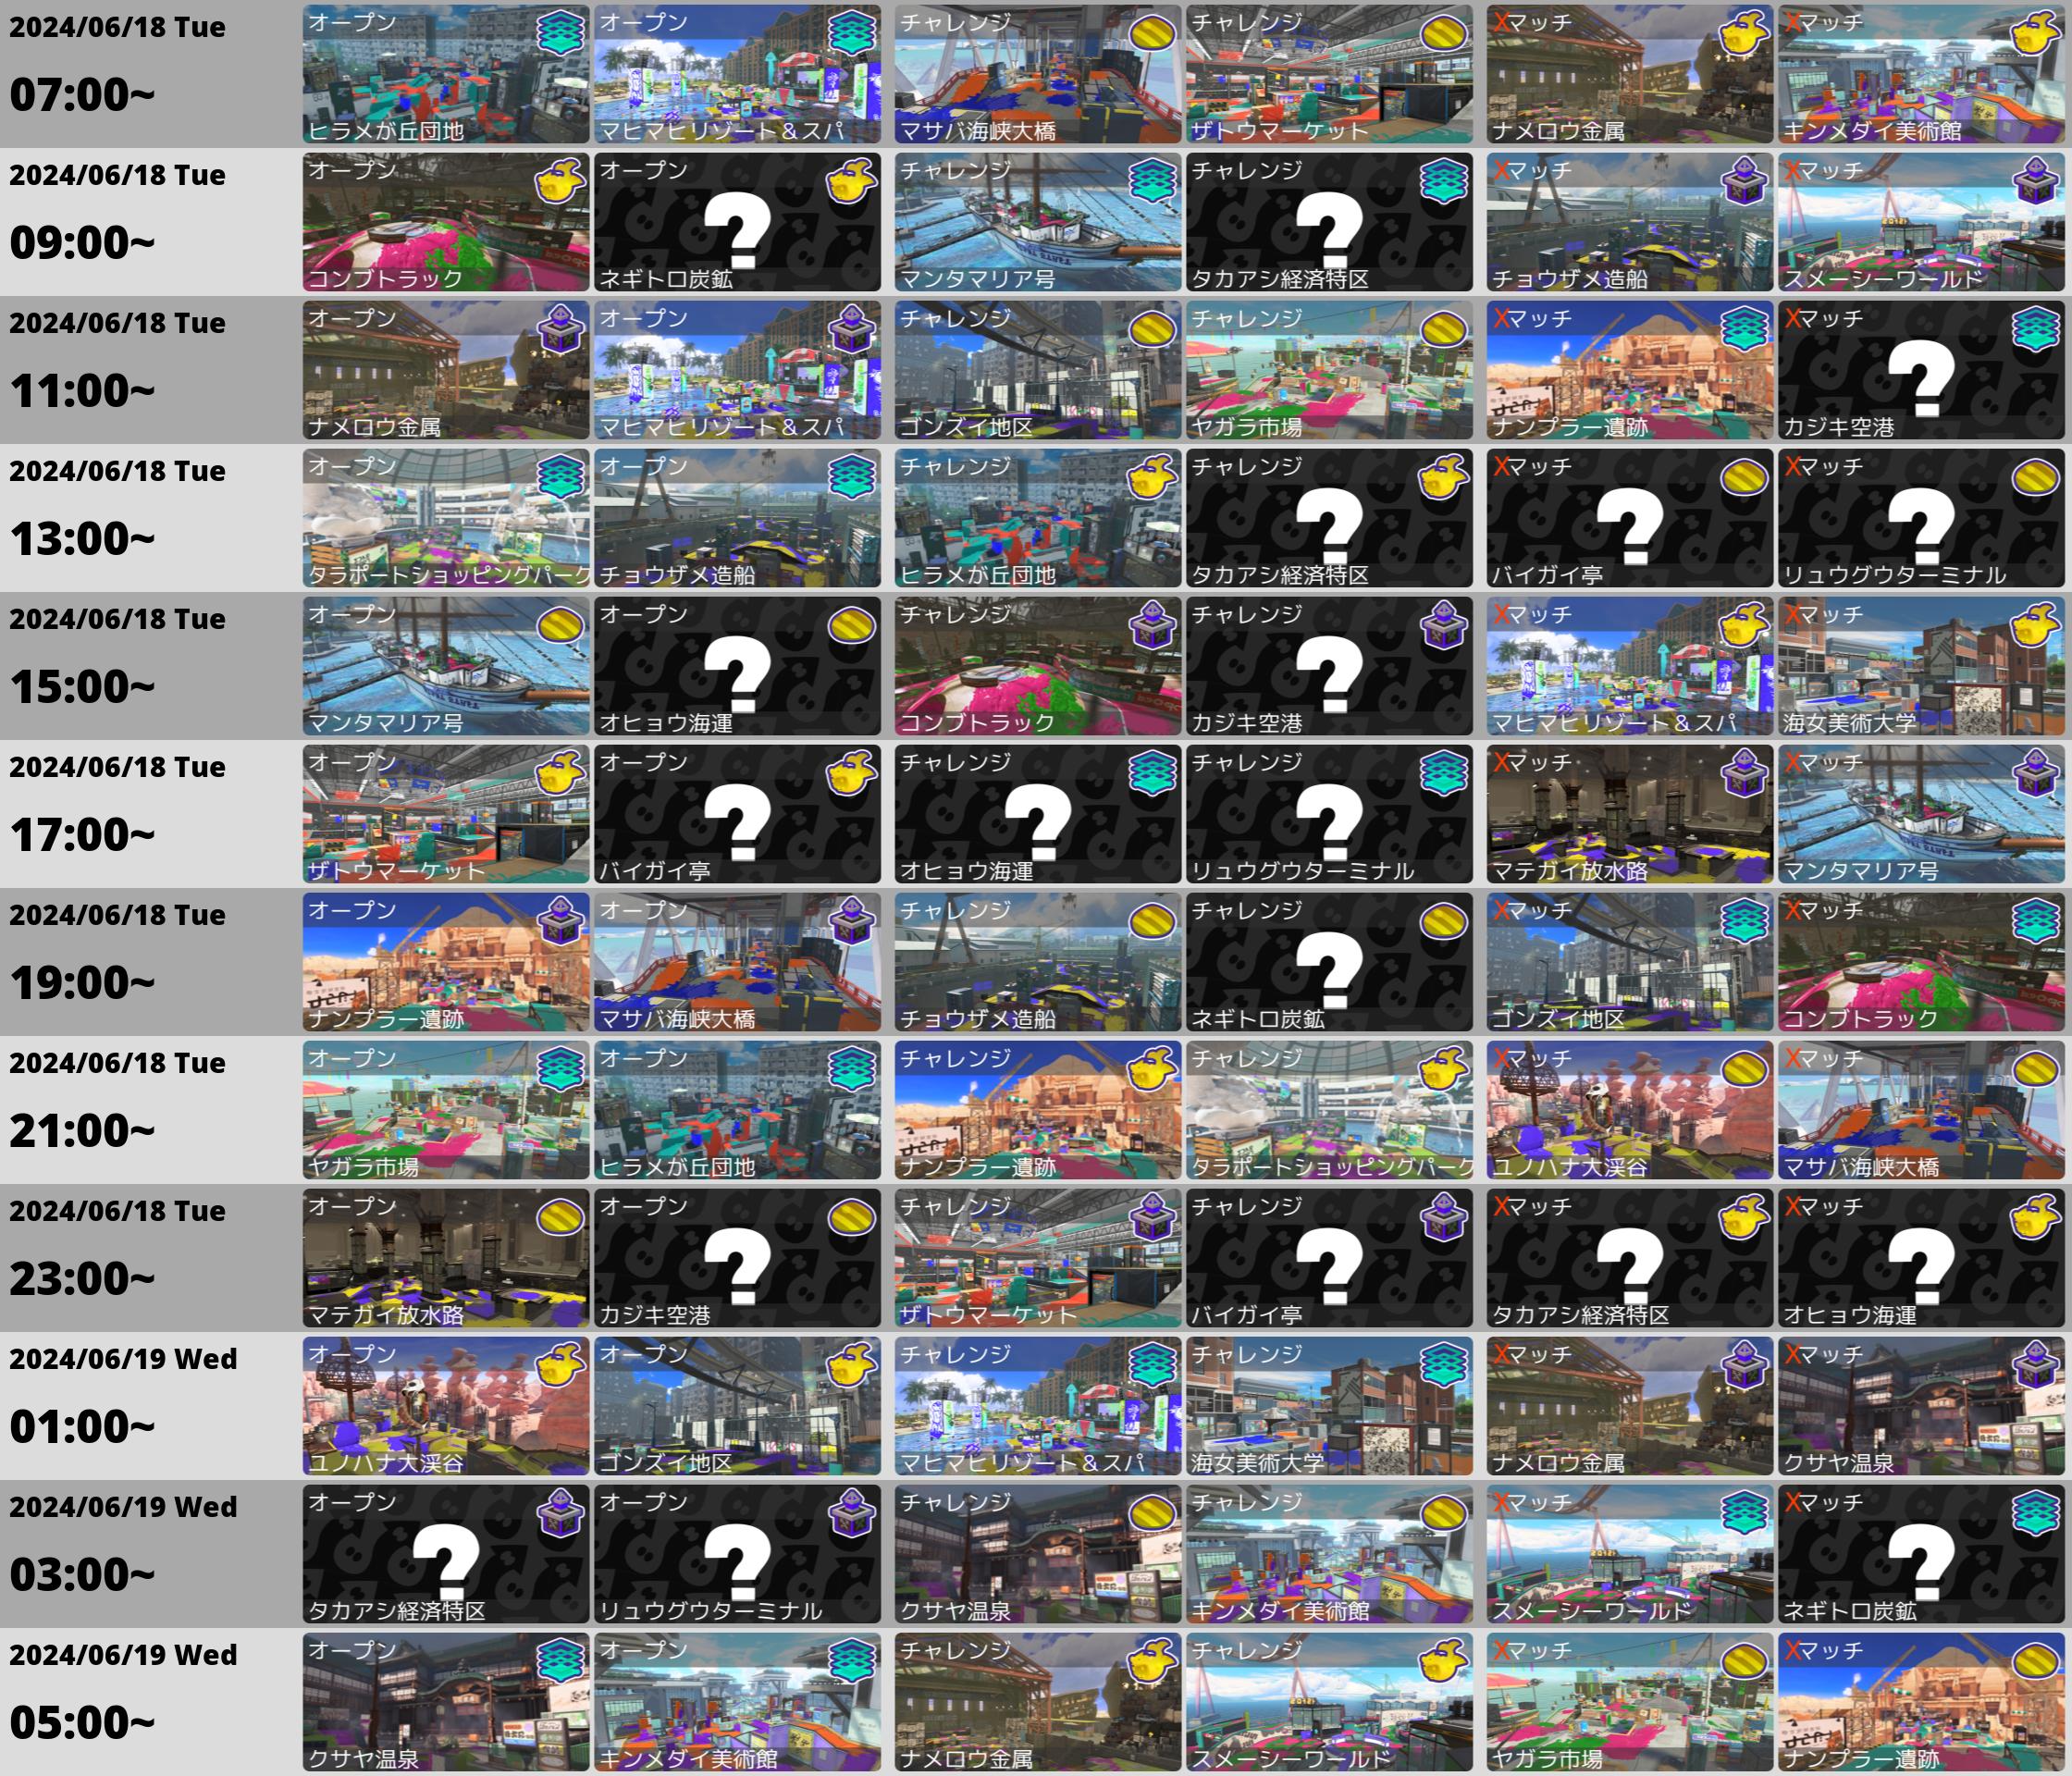 2024/06/18 Tue
07:00~
オープン オープン チャレンジ チャレンジ Xマッチ Xマッチ
ヒラメが丘団地 マヒマヒリゾート＆スパ マサバ海峡大橋 ザトウマーケット ナメロウ金属 キンメダイ美術館
2024/06/18 Tue
09:00~
オープン オープン チャレンジ チャレンジ Xマッチ Xマッチ
コンブトラック ネギトロ炭鉱 マンタマリア号 タカアシ経済特区 チョウザメ造船 スメーシーワールド
2024/06/18 Tue
11:00~
オープン オープン チャレンジ チャレンジ Xマッチ Xマッチ
ナメロウ金属 マヒマヒリゾート＆スパ ゴンズイ地区 ヤガラ市場 ナンプラー遺跡 カジキ空港
2024/06/18 Tue
13:00~
オープン オープン チャレンジ チャレンジ Xマッチ Xマッチ
タラポートショッピングパーク チョウザメ造船 ヒラメが丘団地 タカアシ経済特区 バイガイ亭 リュウグウターミナル
2024/06/18 Tue
15:00~
オープン オープン チャレンジ チャレンジ Xマッチ Xマッチ
マンタマリア号 オヒョウ海運 コンブトラック カジキ空港 マヒマヒリゾート＆スパ 海女美術大学
2024/06/18 Tue
17:00~
オープン オープン チャレンジ チャレンジ Xマッチ Xマッチ
ザトウマーケット バイガイ亭 オヒョウ海運 リュウグウターミナル マテガイ放水路 マンタマリア号
2024/06/18 Tue
19:00~
オープン オープン チャレンジ チャレンジ Xマッチ Xマッチ
ナンプラー遺跡 マサバ海峡大橋 チョウザメ造船 ネギトロ炭鉱 ゴンズイ地区 コンブトラック
2024/06/18 Tue
21:00~
オープン オープン チャレンジ チャレンジ Xマッチ Xマッチ
ヤガラ市場 ヒラメが丘団地 ナンプラー遺跡 タラポートショッピングパーク ユノハナ大渓谷 マサバ海峡大橋
2024/06/18 Tue
23:00~
オープン オープン チャレンジ チャレンジ Xマッチ Xマッチ
マテガイ放水路 カジキ空港 ザトウマーケット バイガイ亭 タカアシ経済特区 オヒョウ海運
2024/06/19 Wed
01:00~
オープン オープン チャレンジ チャレンジ Xマッチ Xマッチ
ユノハナ大渓谷 ゴンズイ地区 マヒマヒリゾート＆スパ 海女美術大学 ナメロウ金属 クサヤ温泉
2024/06/19 Wed
03:00~
オープン オープン チャレンジ チャレンジ Xマッチ Xマッチ
タカアシ経済特区 リュウグウターミナル クサヤ温泉 キンメダイ美術館 スメーシーワールド ネギトロ炭鉱
2024/06/19 Wed
05:00~
オープン オープン チャレンジ チャレンジ Xマッチ Xマッチ
クサヤ温泉 キンメダイ美術館 ナメロウ金属 スメーシーワールド ヤガラ市場 ナンプラー遺跡